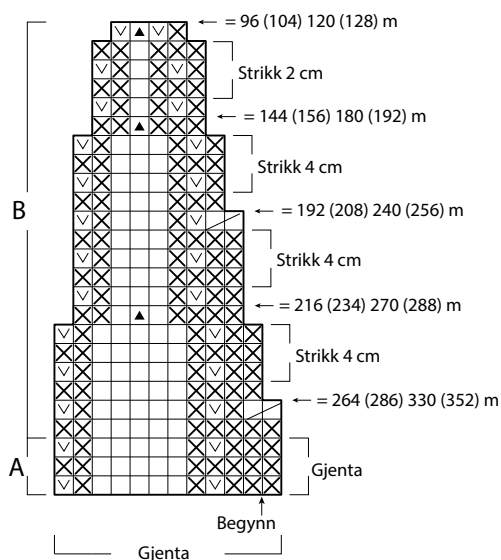 = 96 (104) 120 (128) m
Strikk 2 cm
= 144 (156) 180 (192) m
Strikk 4 cm
B
= 192 (208) 240 (256) m
Strikk 4 cm
= 216 (234) 270 (288) m
Strikk 4 cm
= 264 (286) 330 (352) m
A
Gjenta
Begynn
Gjenta